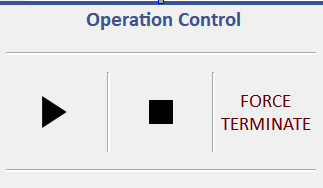 Operation Control
FORCE
TERMINATE